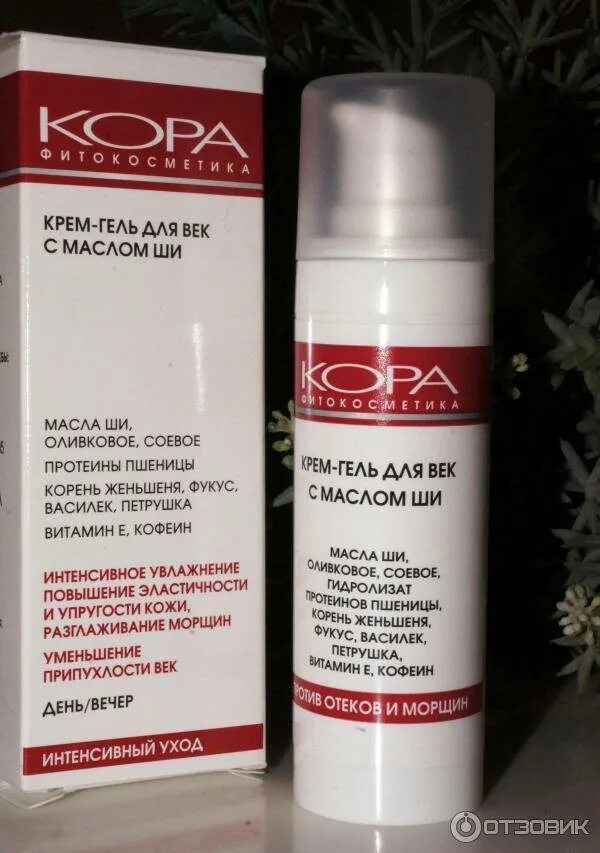 КОРА
ФИТОКОСМЕТИКА
КРЕМ-ГЕЛЬ ДЛЯ ВЕК
С МАСЛОМ ШИ
МАСЛА ШИ,
ОЛИВКОВОЕ, СОЕВОЕ
ПРОТЕИНЫ ПШЕНИЦЫ
КОРЕНЬ ЖЕНЬШЕНЯ, ФУКУС,
ВАСИЛЕК, ПЕТРУШКА
ВИТАМИН Е, КОФЕИН
ИНТЕНСИВНОЕ УВЛАЖНЕНИЕ
ПОВЫШЕНИЕ ЭЛАСТИЧНОСТИ
И УПРУГОСТИ КОЖИ,
РАЗГЛАЖИВАНИЕ МОРЩИН
УМЕНЬШЕНИЕ
ПРИПУХЛОСТИ ВЕК
ДЕНЬ/ВЕЧЕР
ИНТЕНСИВНЫЙ УХОД
КОРА
ФИТОКОСМЕТИКА
КРЕМ-ГЕЛЬ ДЛЯ ВЕК
С МАСЛОМ ШИ
МАСЛА ШИ,
ОЛИВКОВОЕ, СОЕВОЕ,
ГИДРОЛИЗАТ
ПРОТЕИНОВ ПШЕНИЦЫ,
КОРЕНЬ ЖЕНЬШЕНЯ,
ФУКУС, ВАСИЛЕК,
ПЕТРУШКА,
ВИТАМИН Е, КОФЕИН
ПРОТИВ ОТЕКОВ И МОРЩИН
ОТЗОВИК